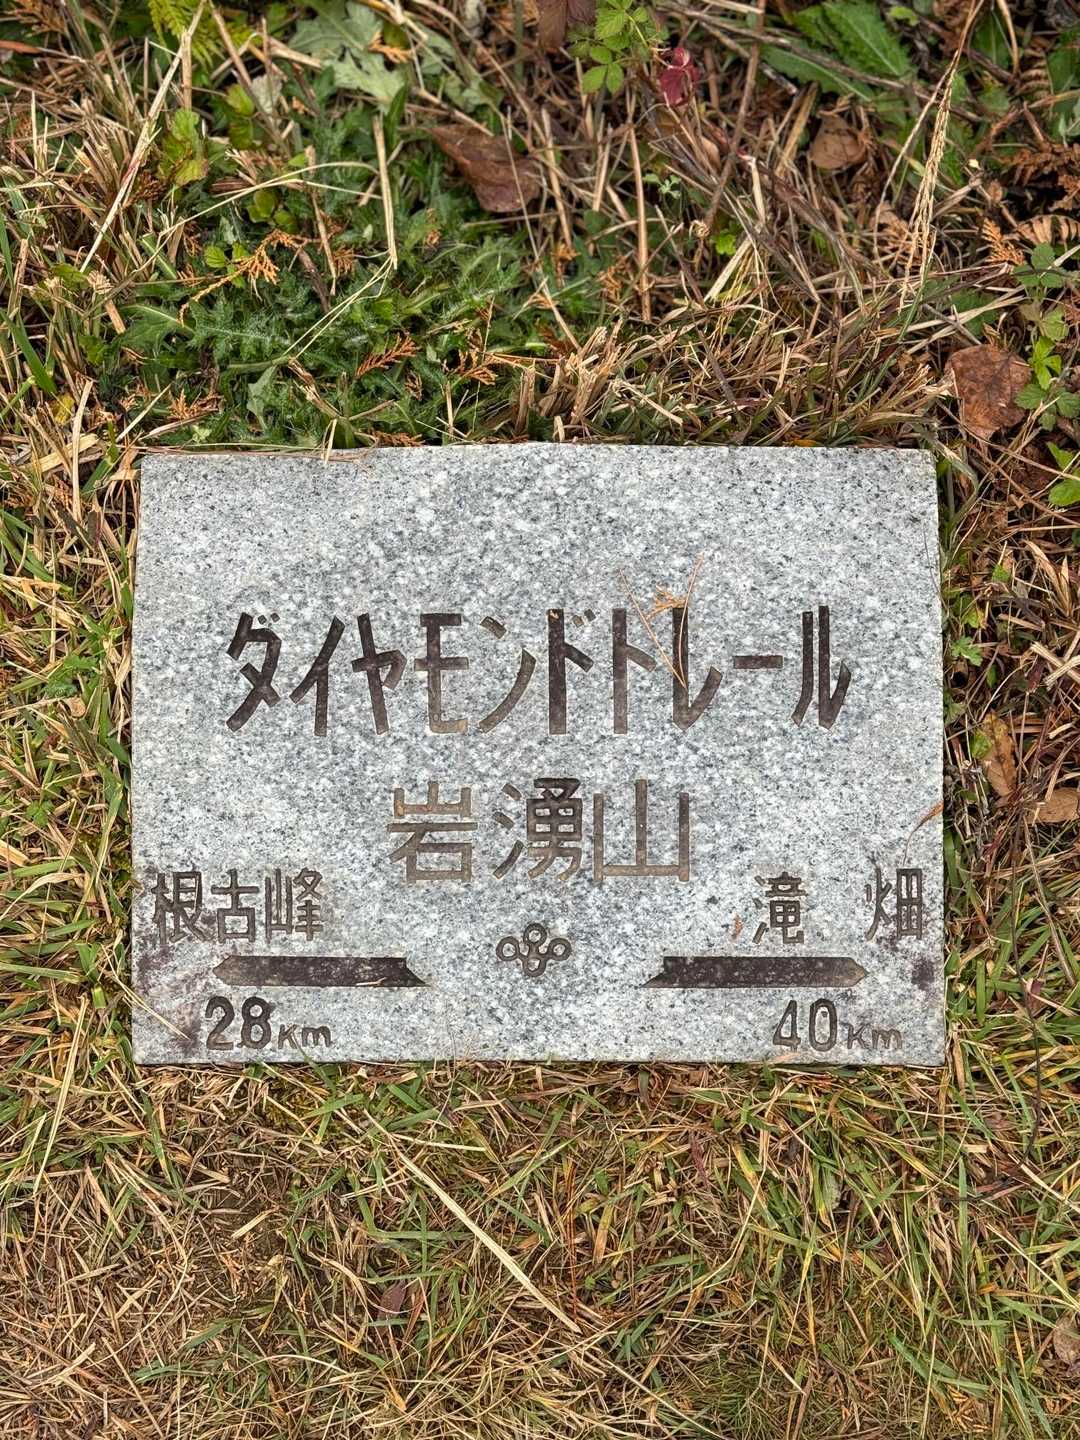 ダイヤモンドトレール
岩湧山
根古峰 滝畑
28Km 40Km